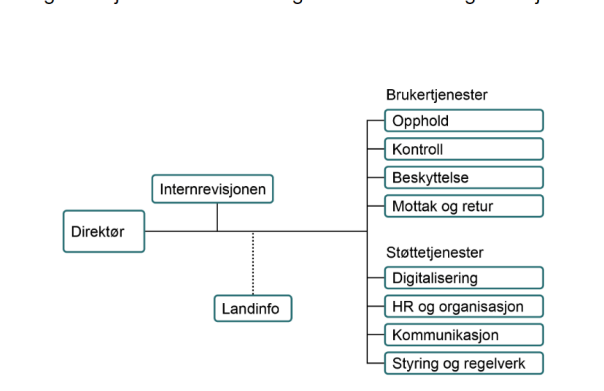 Brukertjenester
Opphold
Kontroll
Beskyttelse
Mottak og retur
Internrevisjonen
Direktør
Landinfo
Støttetjenester
Digitalisering
HR og organisasjon
Kommunikasjon
Styring og regelverk